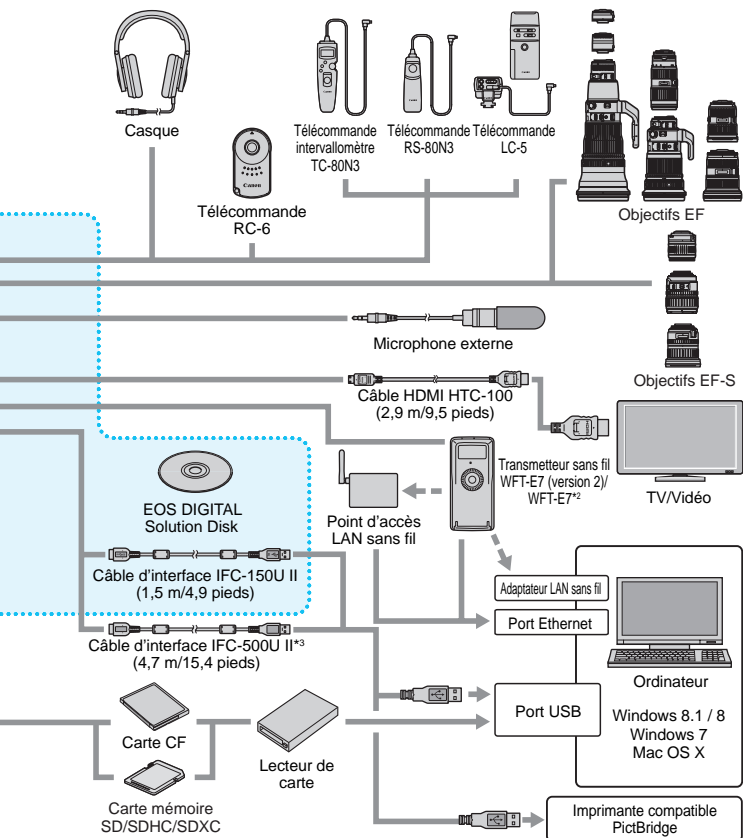 Casque
Télécommande
RC-6
Télécommande
intervallomètre
TC-80N3
Télécommande
RS-80N3
Télécommande
LC-5
Canon
Objectifs EF
Microphone externe
Objectifs EF-S
Câble HDMI HTC-100
(2,9 m/9,5 pieds)
TV/Vidéo
Transmetteur sans fil
WFT-E7 (version 2)/
WFT-E7*2
Point d'accès
LAN sans fil
EOS DIGITAL
Solution Disk
Câble d'interface IFC-150U II
(1,5 m/4,9 pieds)
Câble d'interface IFC-500U II*3
(4,7 m/15,4 pieds)
Adaptateur LAN sans fil
Port Ethernet
Port USB
Ordinateur
Windows 8.1 / 8
Windows 7
Mac OS X
Carte CF
Carte mémoire
SD/SDHC/SDXC
Lecteur de
carte
Imprimante compatible
PictBridge